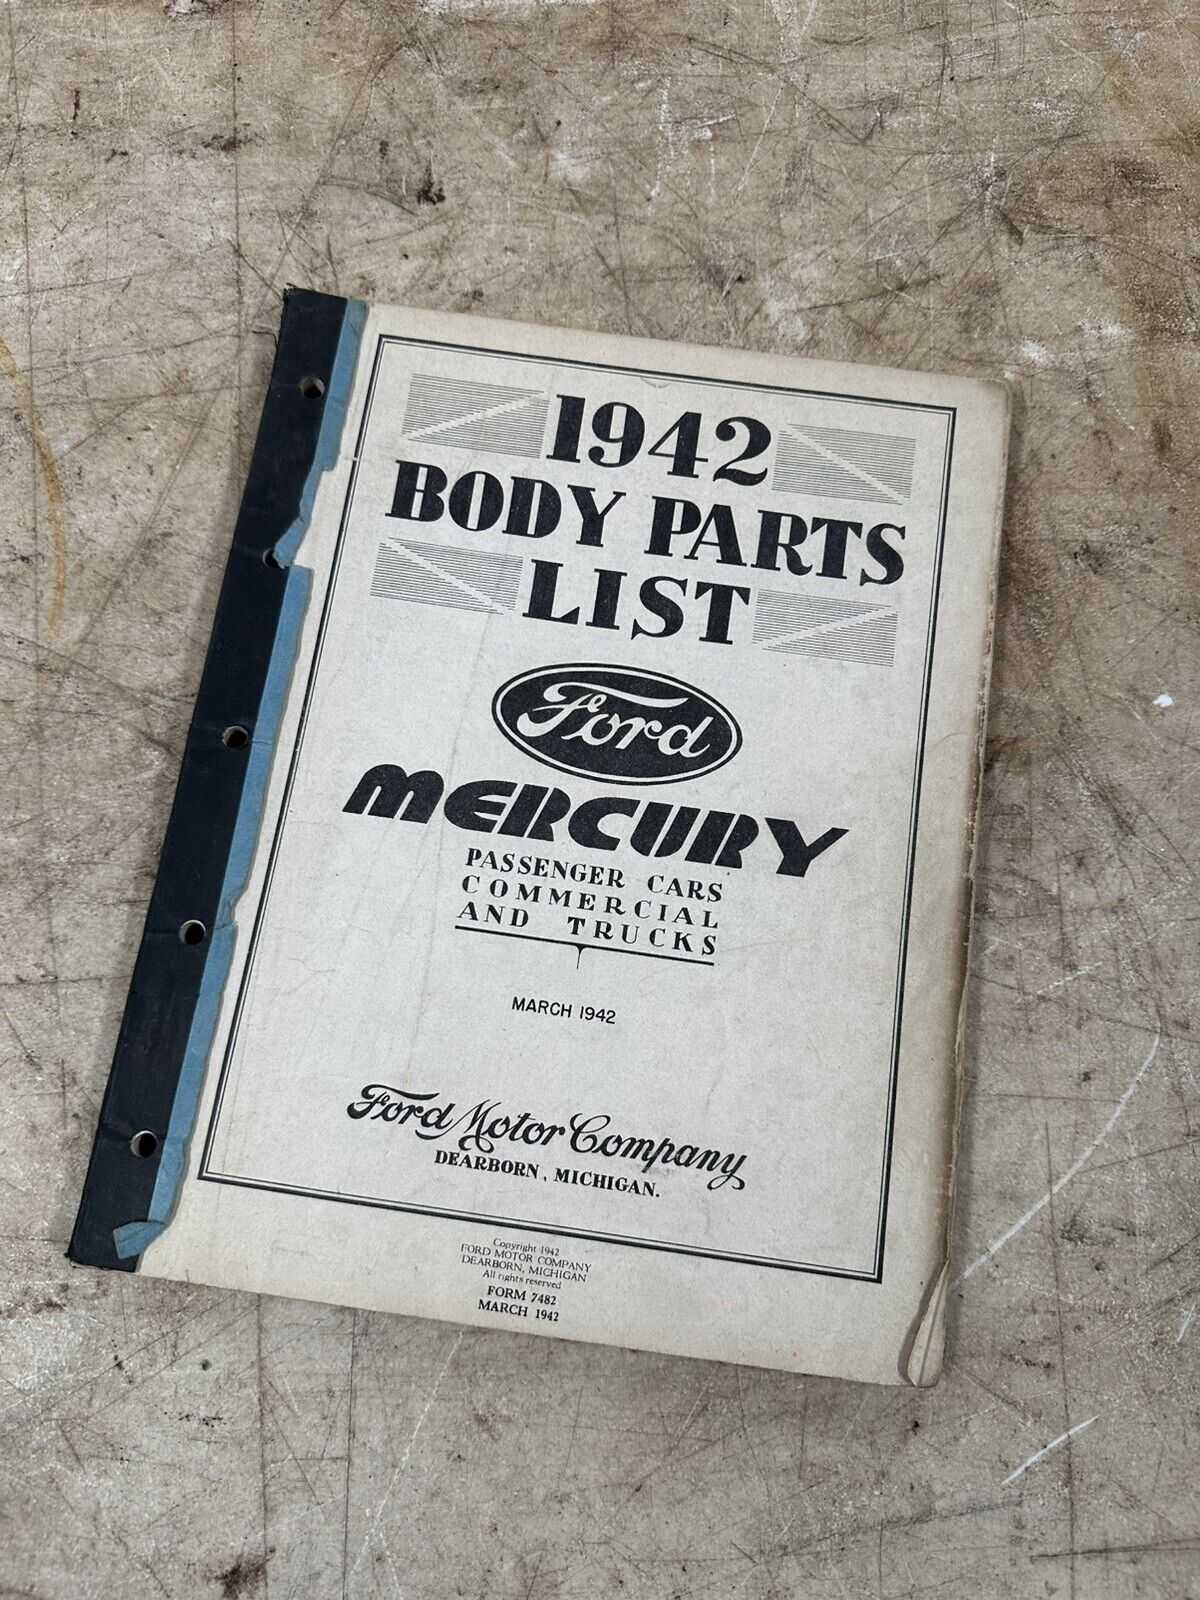 1942
BODY PARTS
LIST
Ford
MERCURY
PASSENGER CARS
COMMERCIAL
AND TRUCKS
MARCH 1942
Ford Motor Company
DEARBORN, MICHIGAN.
Copyright 1942
FORD MOTOR COMPANY
DEARBORN, MICHIGAN
All rights reserved
FORM 7482
MARCH 1942